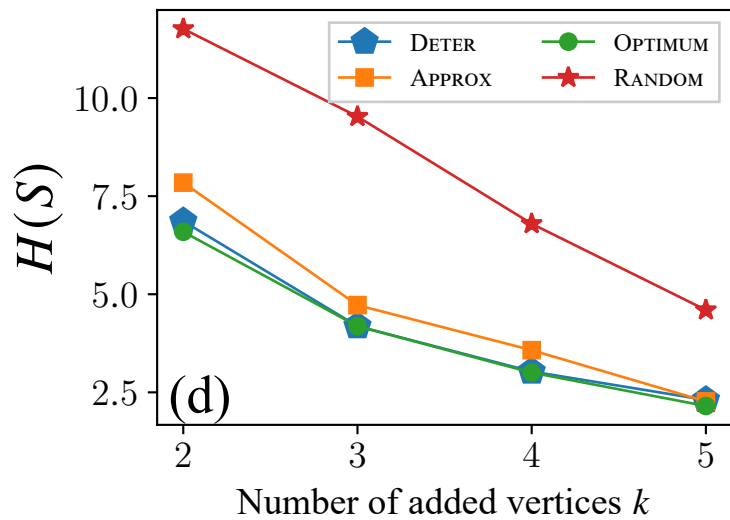 DETER OPTIMUM
APPROX RANDOM
10.0
7.5
5.0
2.5
H(S)
(d)
2 3 4 5
Number of added vertices k